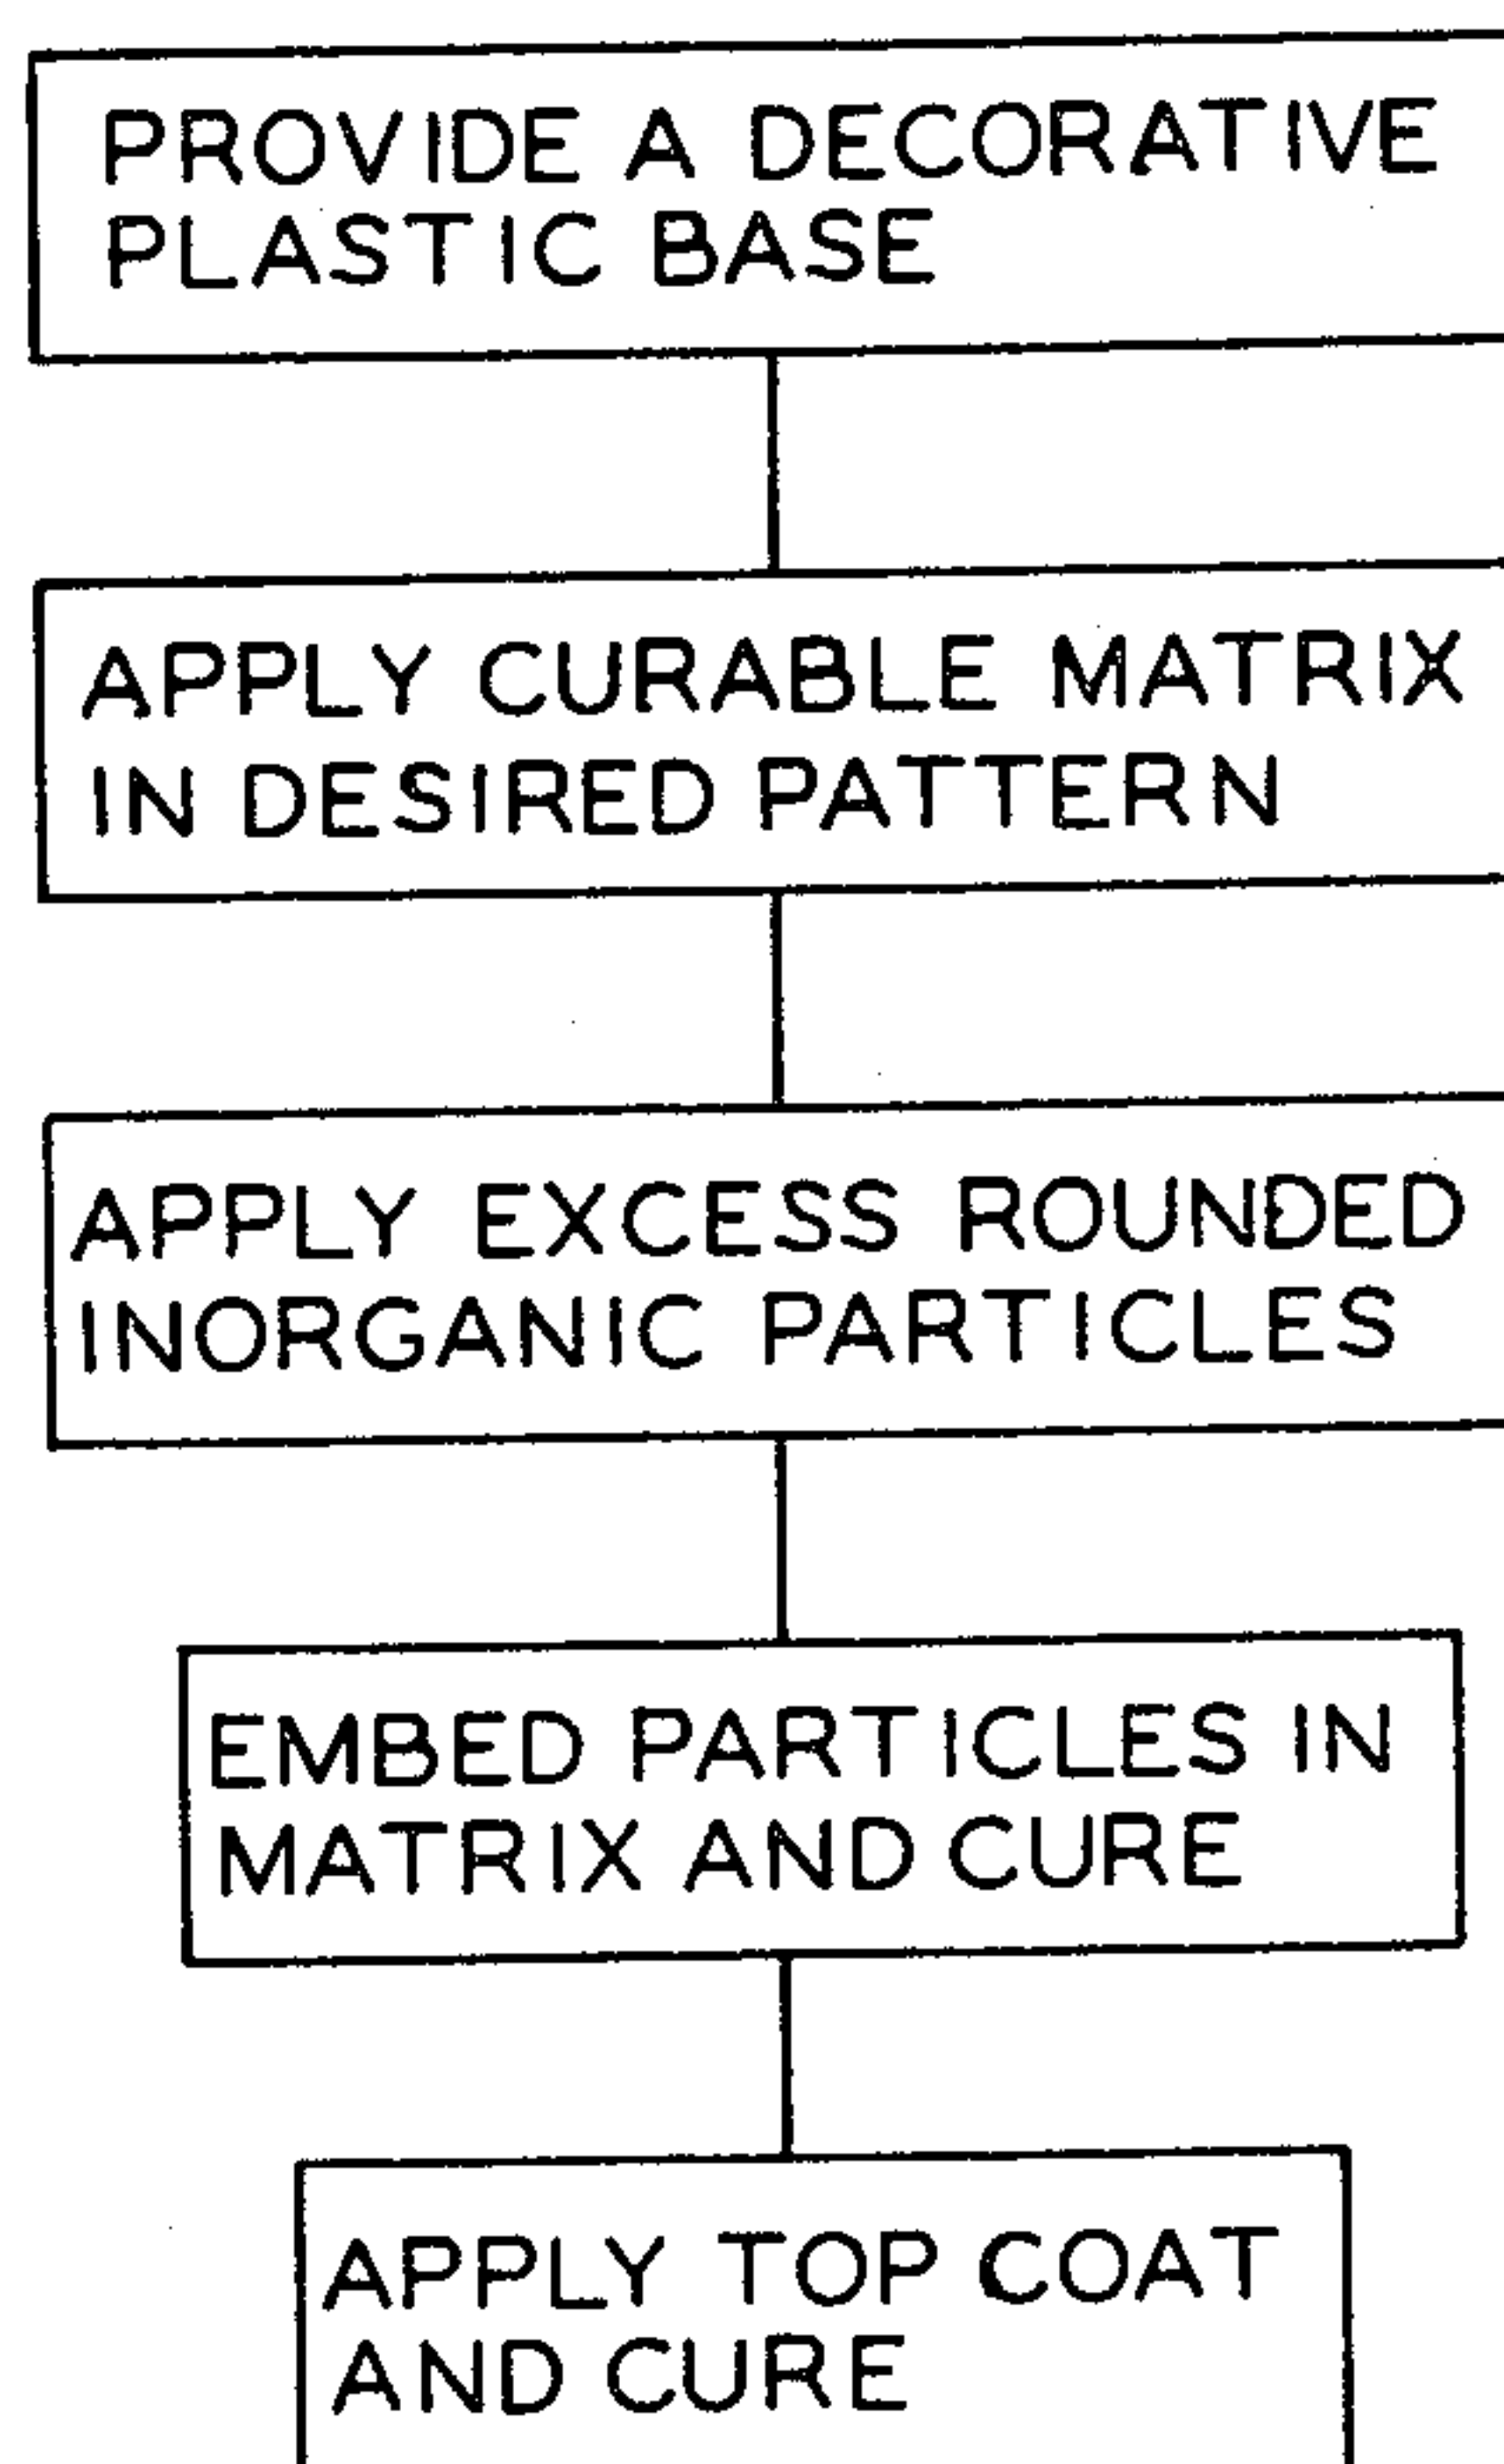 PROVIDE A DECORATIVE
PLASTIC BASE
APPLY CURABLE MATRIX
IN DESIRED PATTERN
APPLY EXCESS ROUNDED
INORGANIC PARTICLES
EMBED PARTICLES IN
MATRIX AND CURE
APPLY TOP COAT
AND CURE